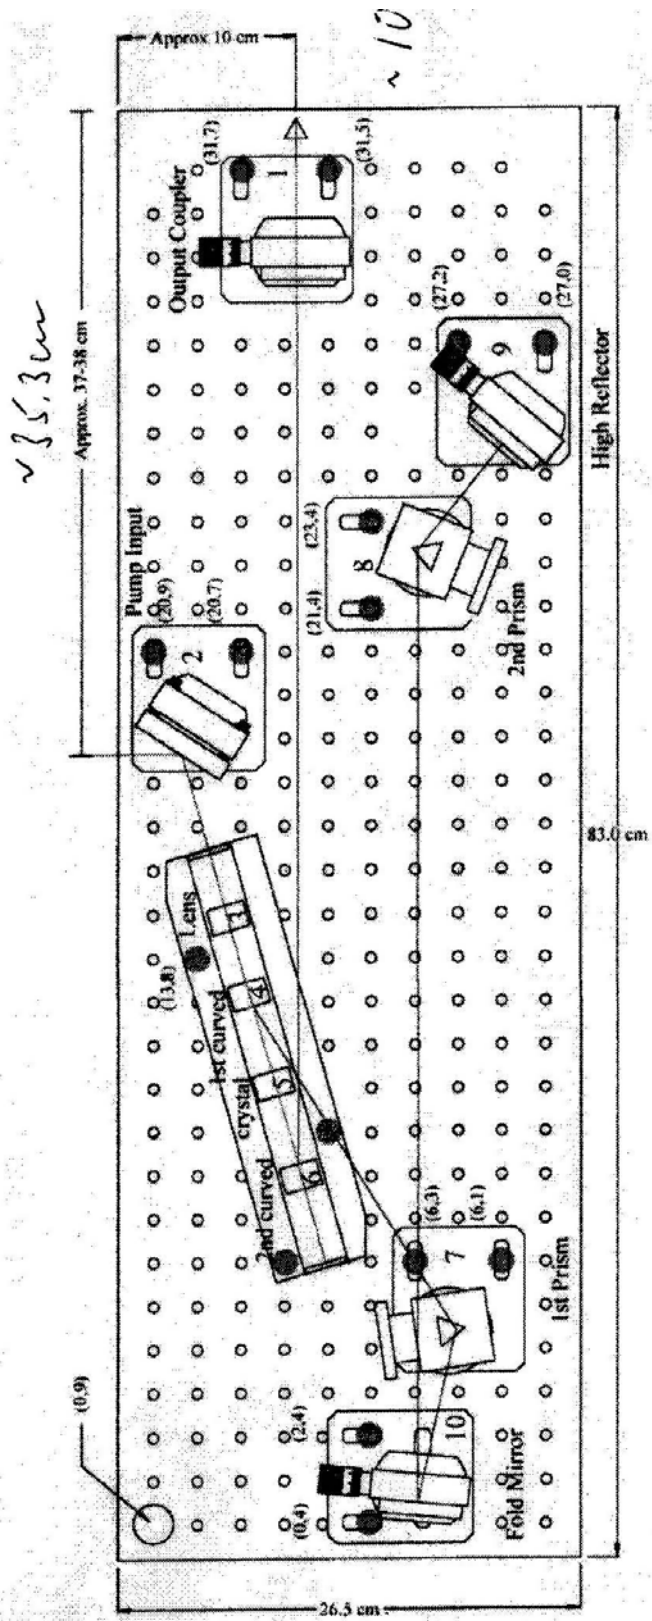 Approx 10 cm
~ 10
~35.3 cm
Approx. 37-38 cm
(31,7)
(31,5)
1
Output Coupler
(27,2)
(27,0)
9
High Reflector
(23,4)
(21,4)
8
2nd Prism
Pump Input
(20,9)
(20,7)
2
83.0 cm
Lens
3
(13,8)
4
1st curved
5
crystal
6
2nd curved
(6,3)
(6,1)
7
1st Prism
(0,9)
(2,4)
(0,4)
10
Fold Mirror
26.5 cm